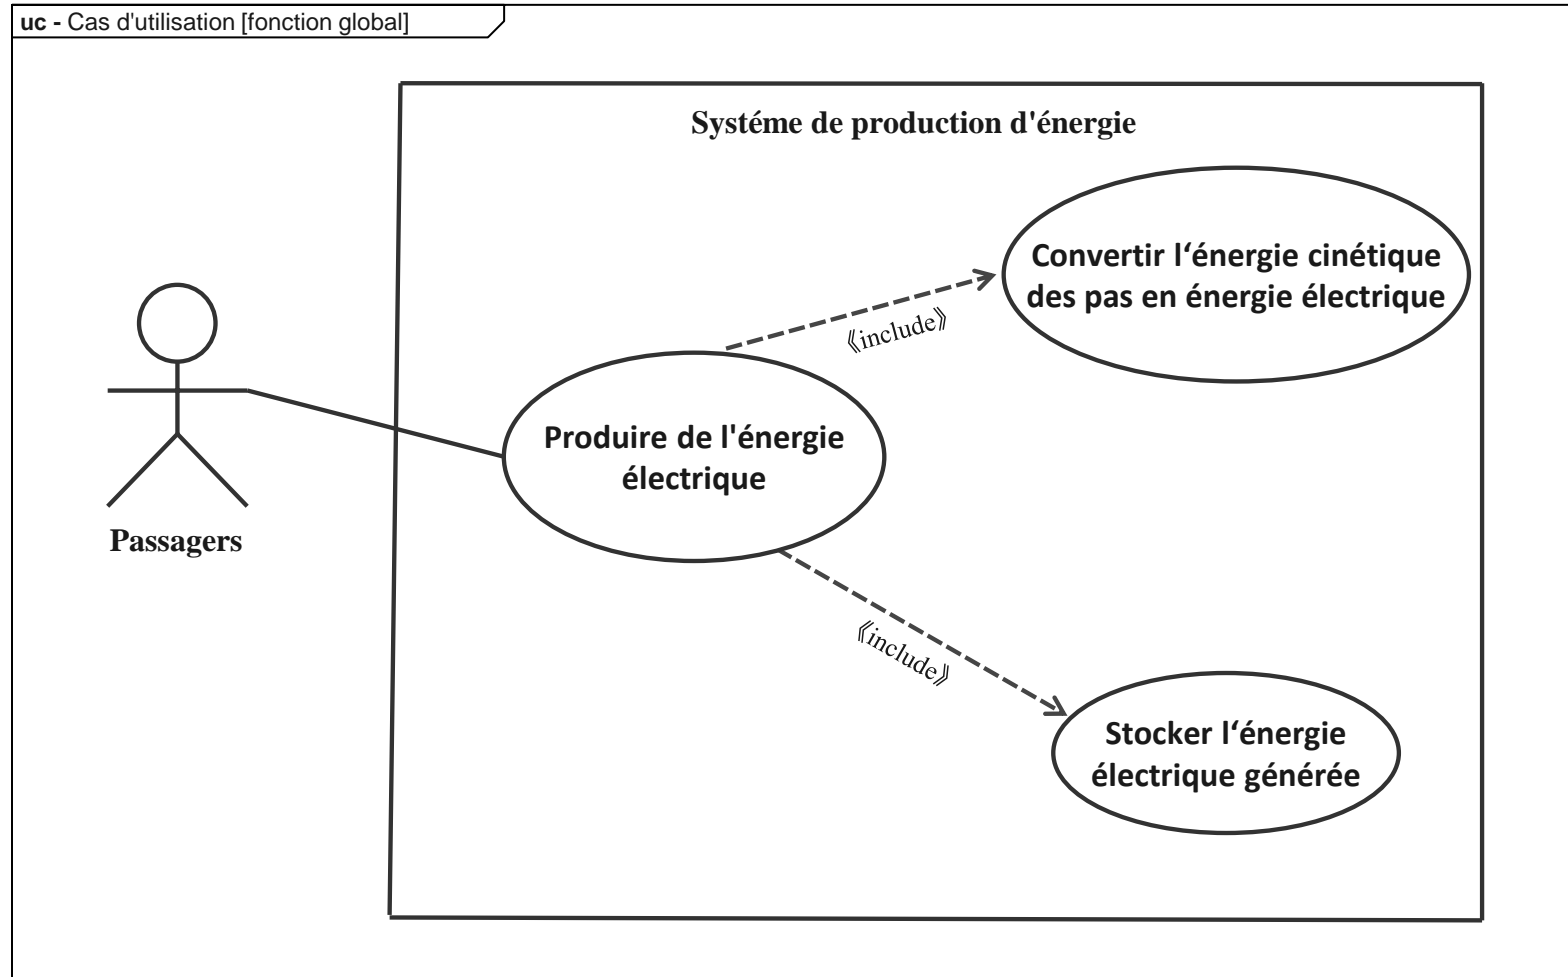 uc - Cas d'utilisation [fonction global]
Systéme de production d'énergie
Convertir l‘énergie cinétique
des pas en énergie électrique
《include》
Produire de l'énergie
électrique
Passagers
《include》
Stocker l‘énergie
électrique générée